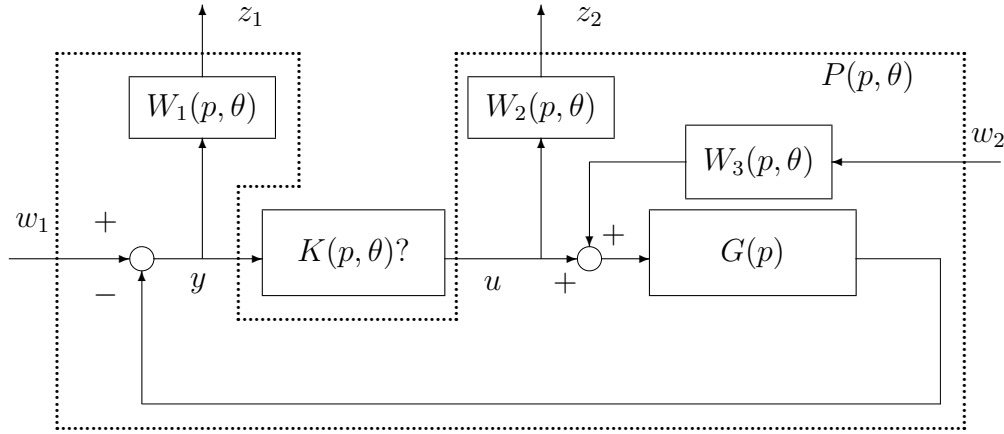 z₁
z₂
P(p, θ)
W₁(p, θ)
W₂(p, θ)
w₂
W₃(p, θ)
w₁
+
+
K(p, θ)?
G(p)
−
y
u
+